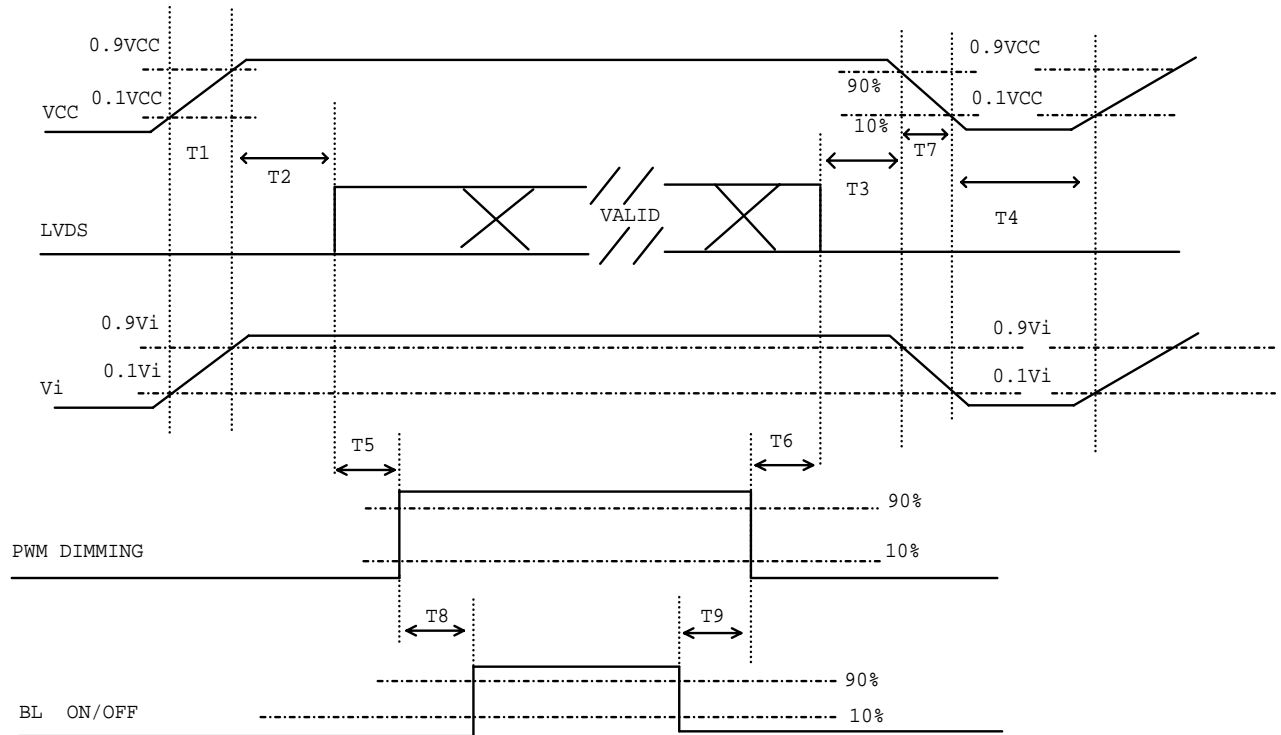 0.9VCC
0.9VCC
90%
0.1VCC
0.1VCC
VCC
10%
T1
T7
T2
T3
VALID
T4
LVDS
0.9Vi
0.9Vi
0.1Vi
0.1Vi
Vi
T5
T6
90%
PWM DIMMING
10%
T8
T9
90%
BL ON/OFF
10%